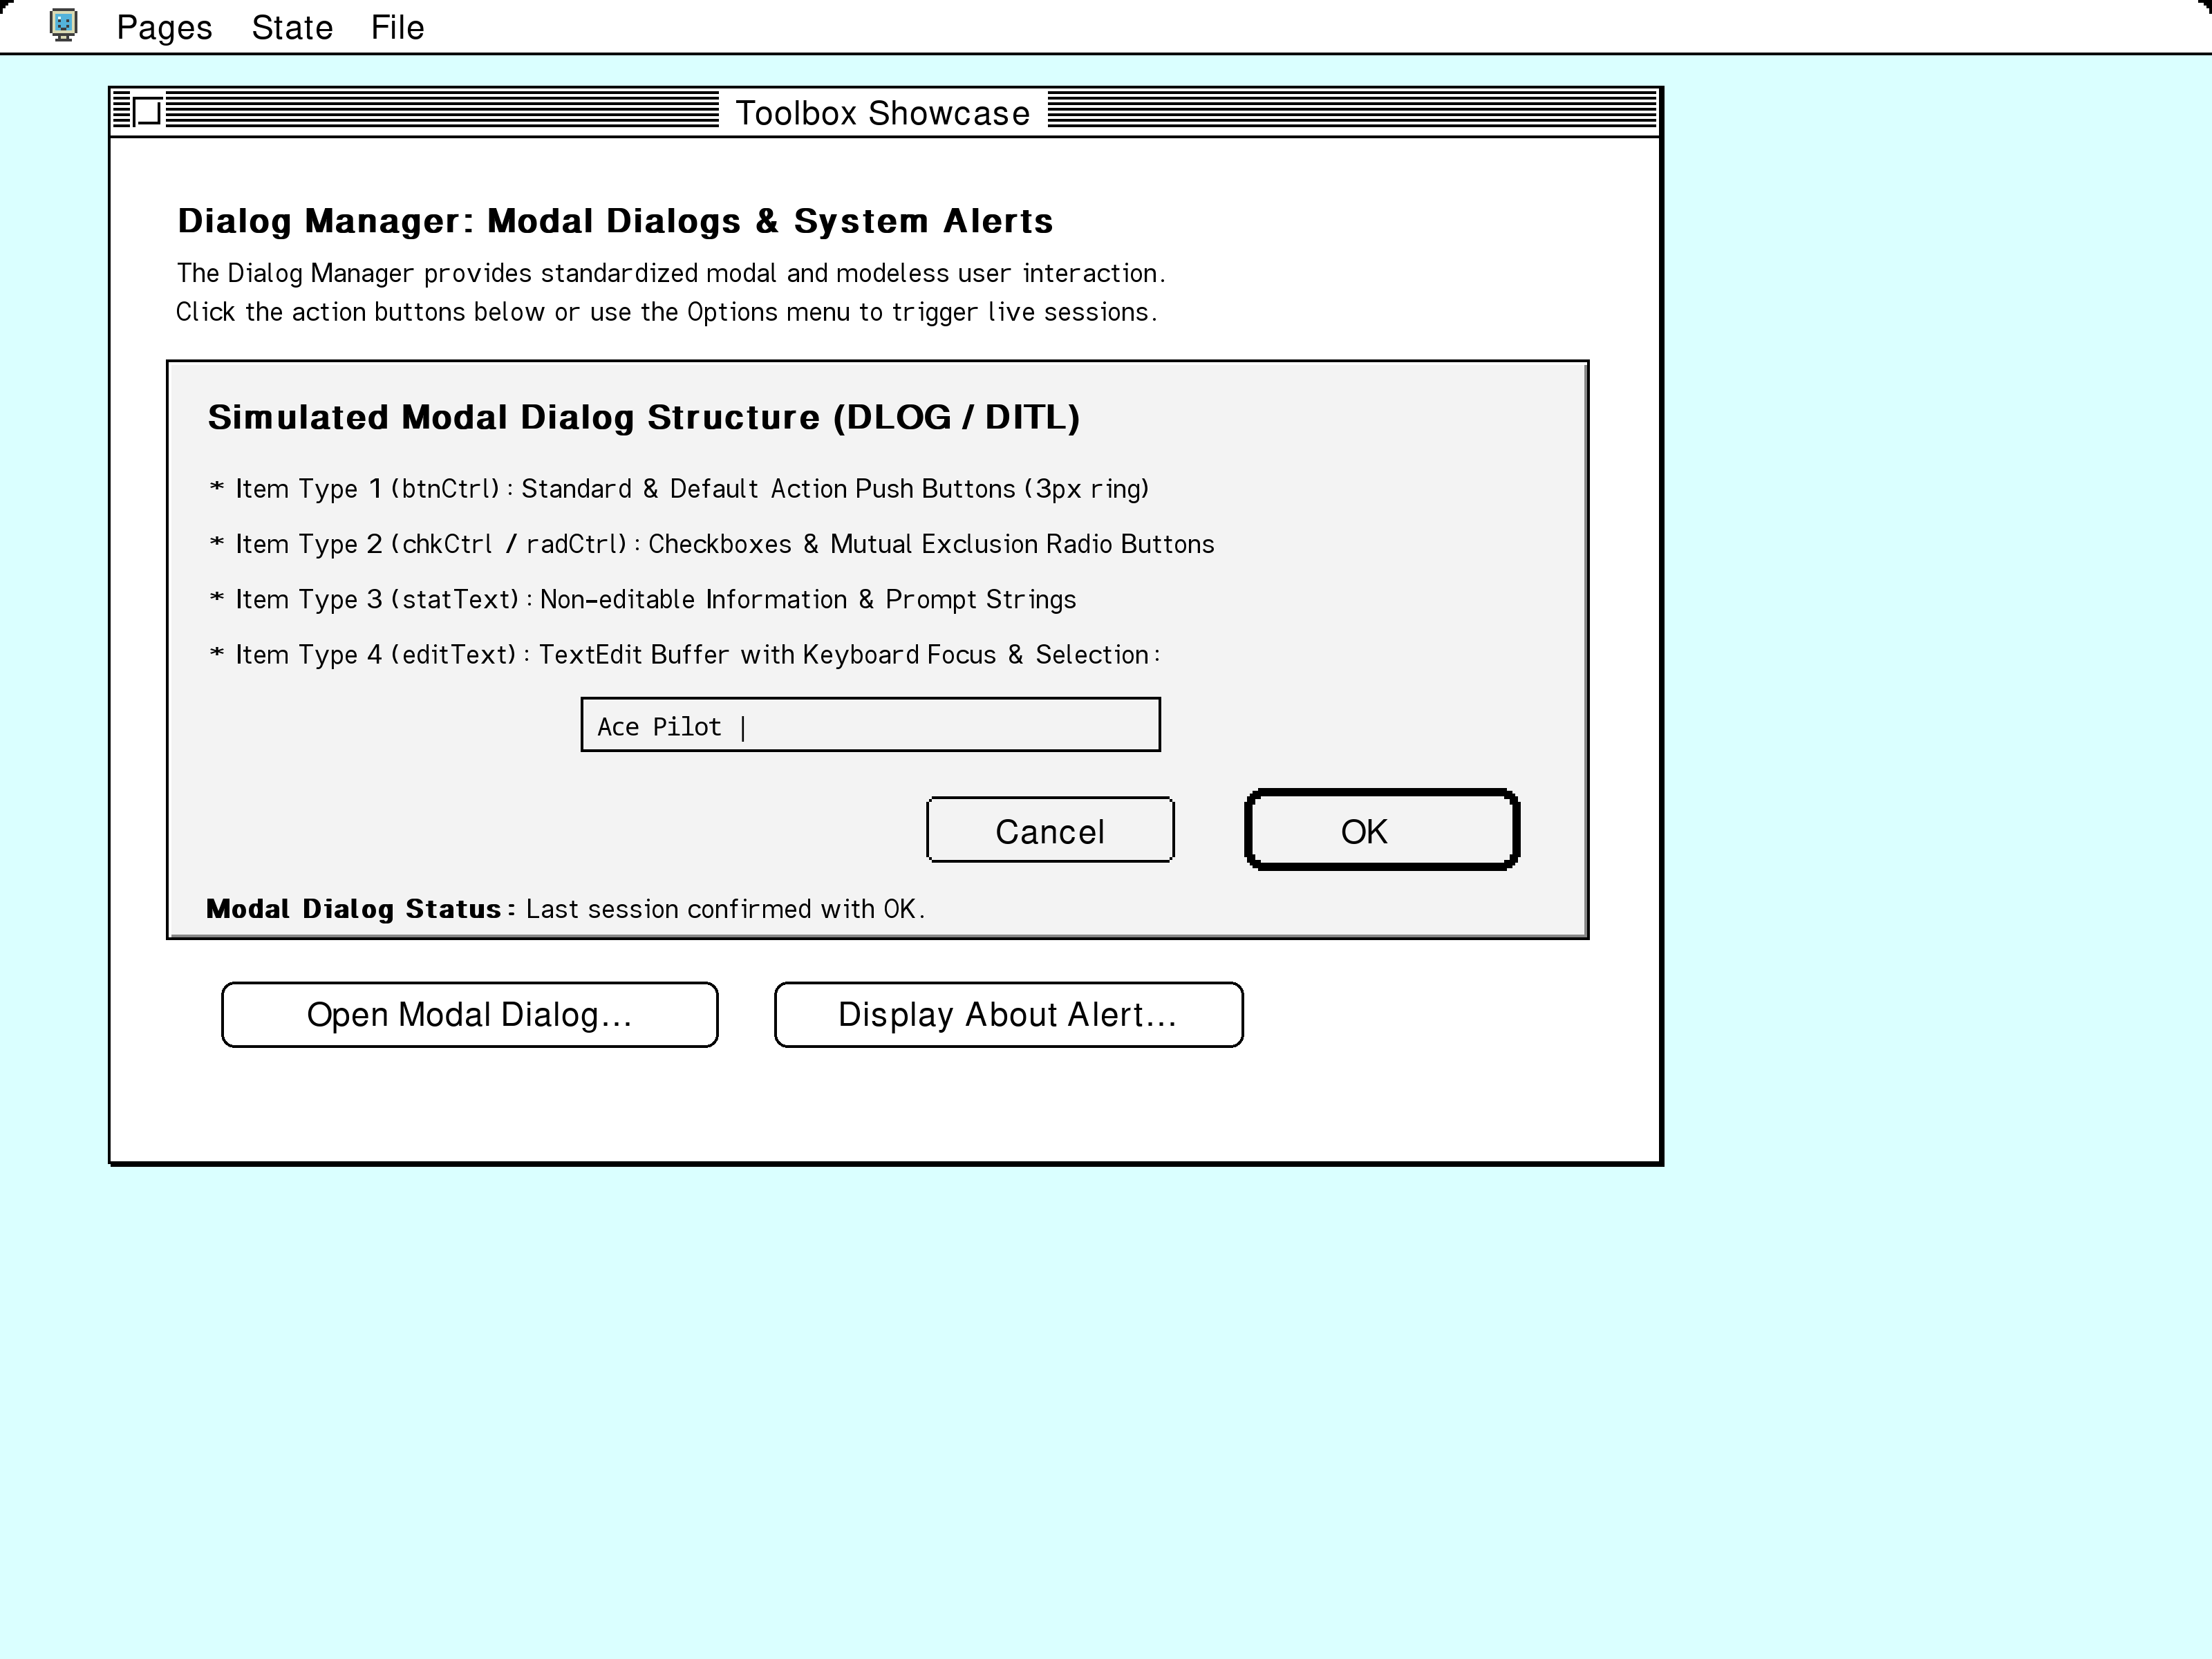 Pages State File
Toolbox Showcase
Dialog Manager: Modal Dialogs & System Alerts
The Dialog Manager provides standardized modal and modeless user interaction.
Click the action buttons below or use the Options menu to trigger live sessions.
Simulated Modal Dialog Structure (DLOG / DITL)
* Item Type 1 (btnCtrl): Standard & Default Action Push Buttons (3px ring)
* Item Type 2 (chkCtrl / radCtrl): Checkboxes & Mutual Exclusion Radio Buttons
* Item Type 3 (statText): Non-editable Information & Prompt Strings
* Item Type 4 (editText): TextEdit Buffer with Keyboard Focus & Selection:
Ace Pilot |
Cancel OK
Modal Dialog Status: Last session confirmed with OK.
Open Modal Dialog... Display About Alert...